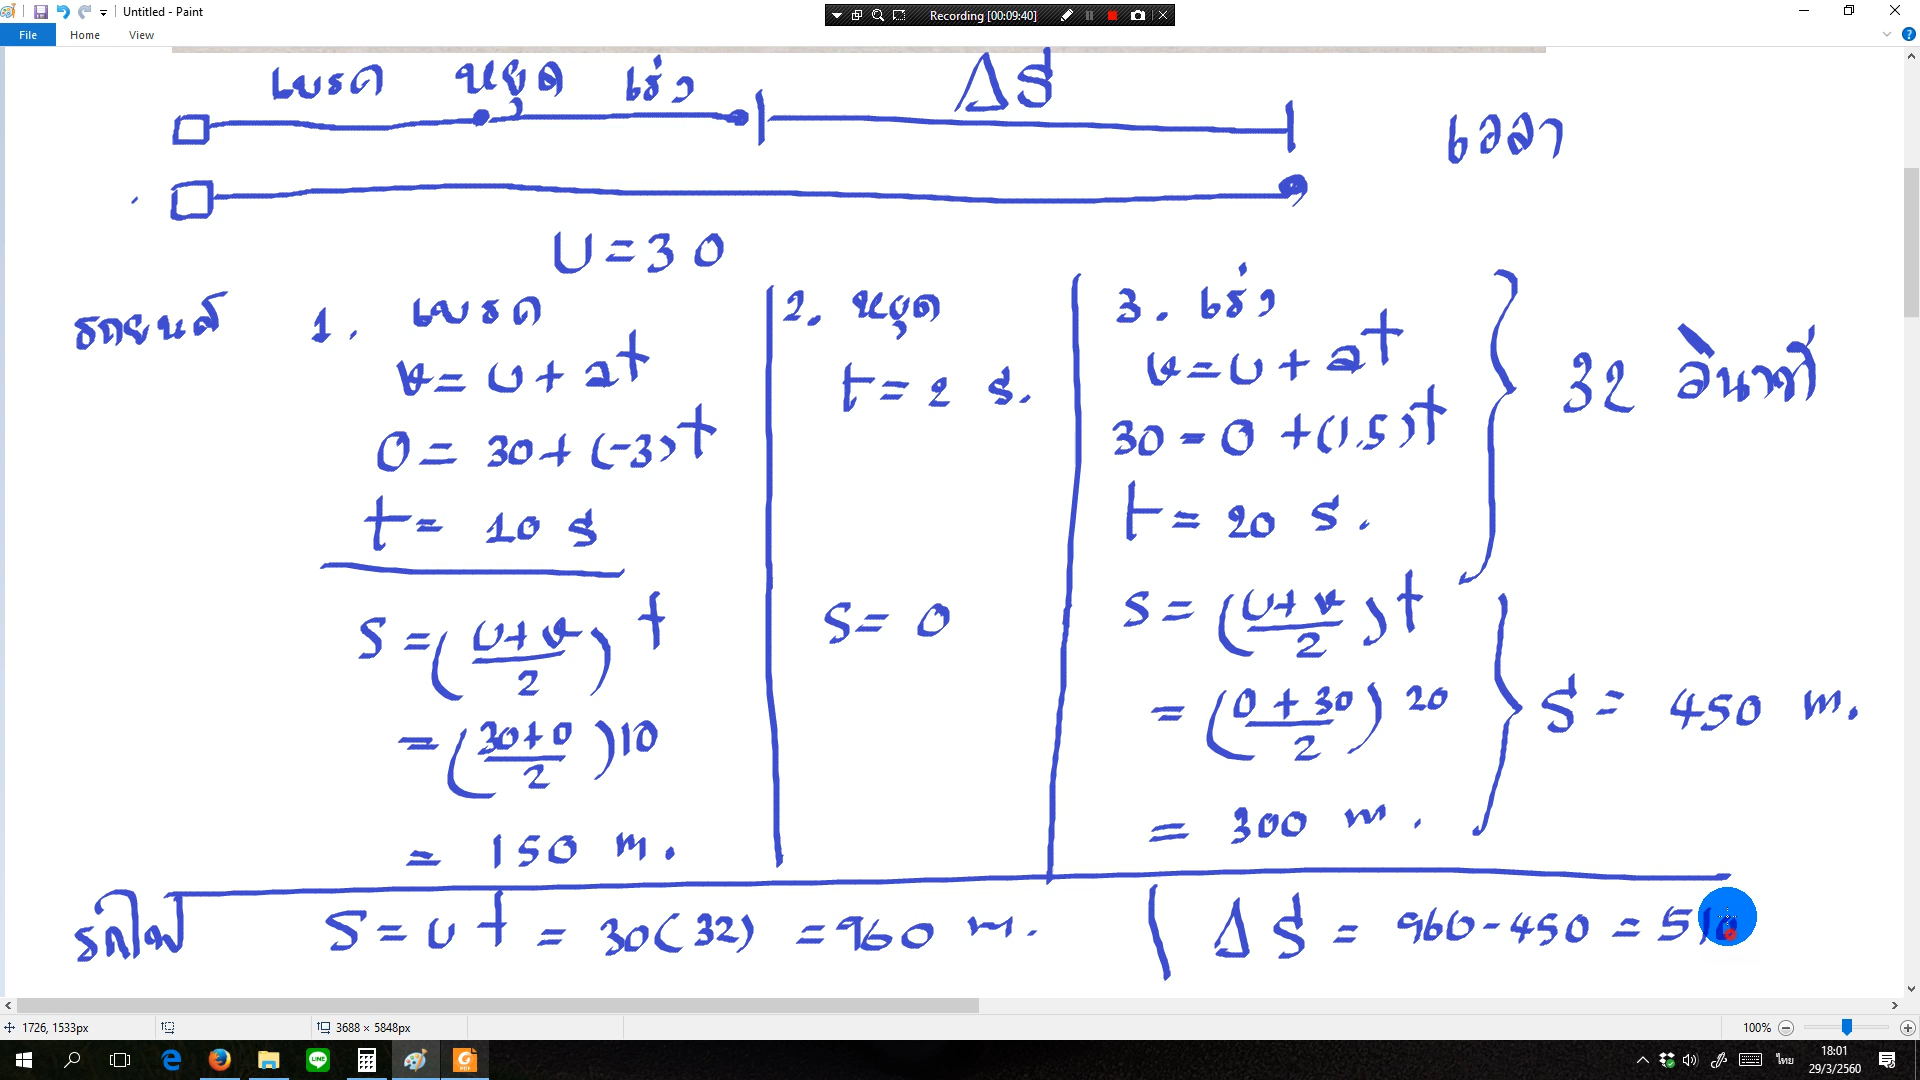 Untitled - Paint
Recording [00:09:40]
File Home View
เบรค หยุด เร่ง ΔS
เวลา
U = 30
รถยนต์ 1. เบรค
v = u + at
0 = 30 + (-3)t
t = 10 s
S = (u+v/2) t
= (30+0/2) 10
= 150 m.
2. หยุด
t = 2 s.
S = 0
3. เร่ง
v = u + at
30 = 0 + (1.5)t
t = 20 s.
S = (u+v/2) t
= (0+30/2) 20
= 300 m.
32 วินาที
S = 450 m.
รถไฟ S = ut = 30(32) = 960 m.
ΔS = 960 - 450 = 510
1726, 1533px
3688 × 5848px
100%
ไทย
18:01
29/3/2560